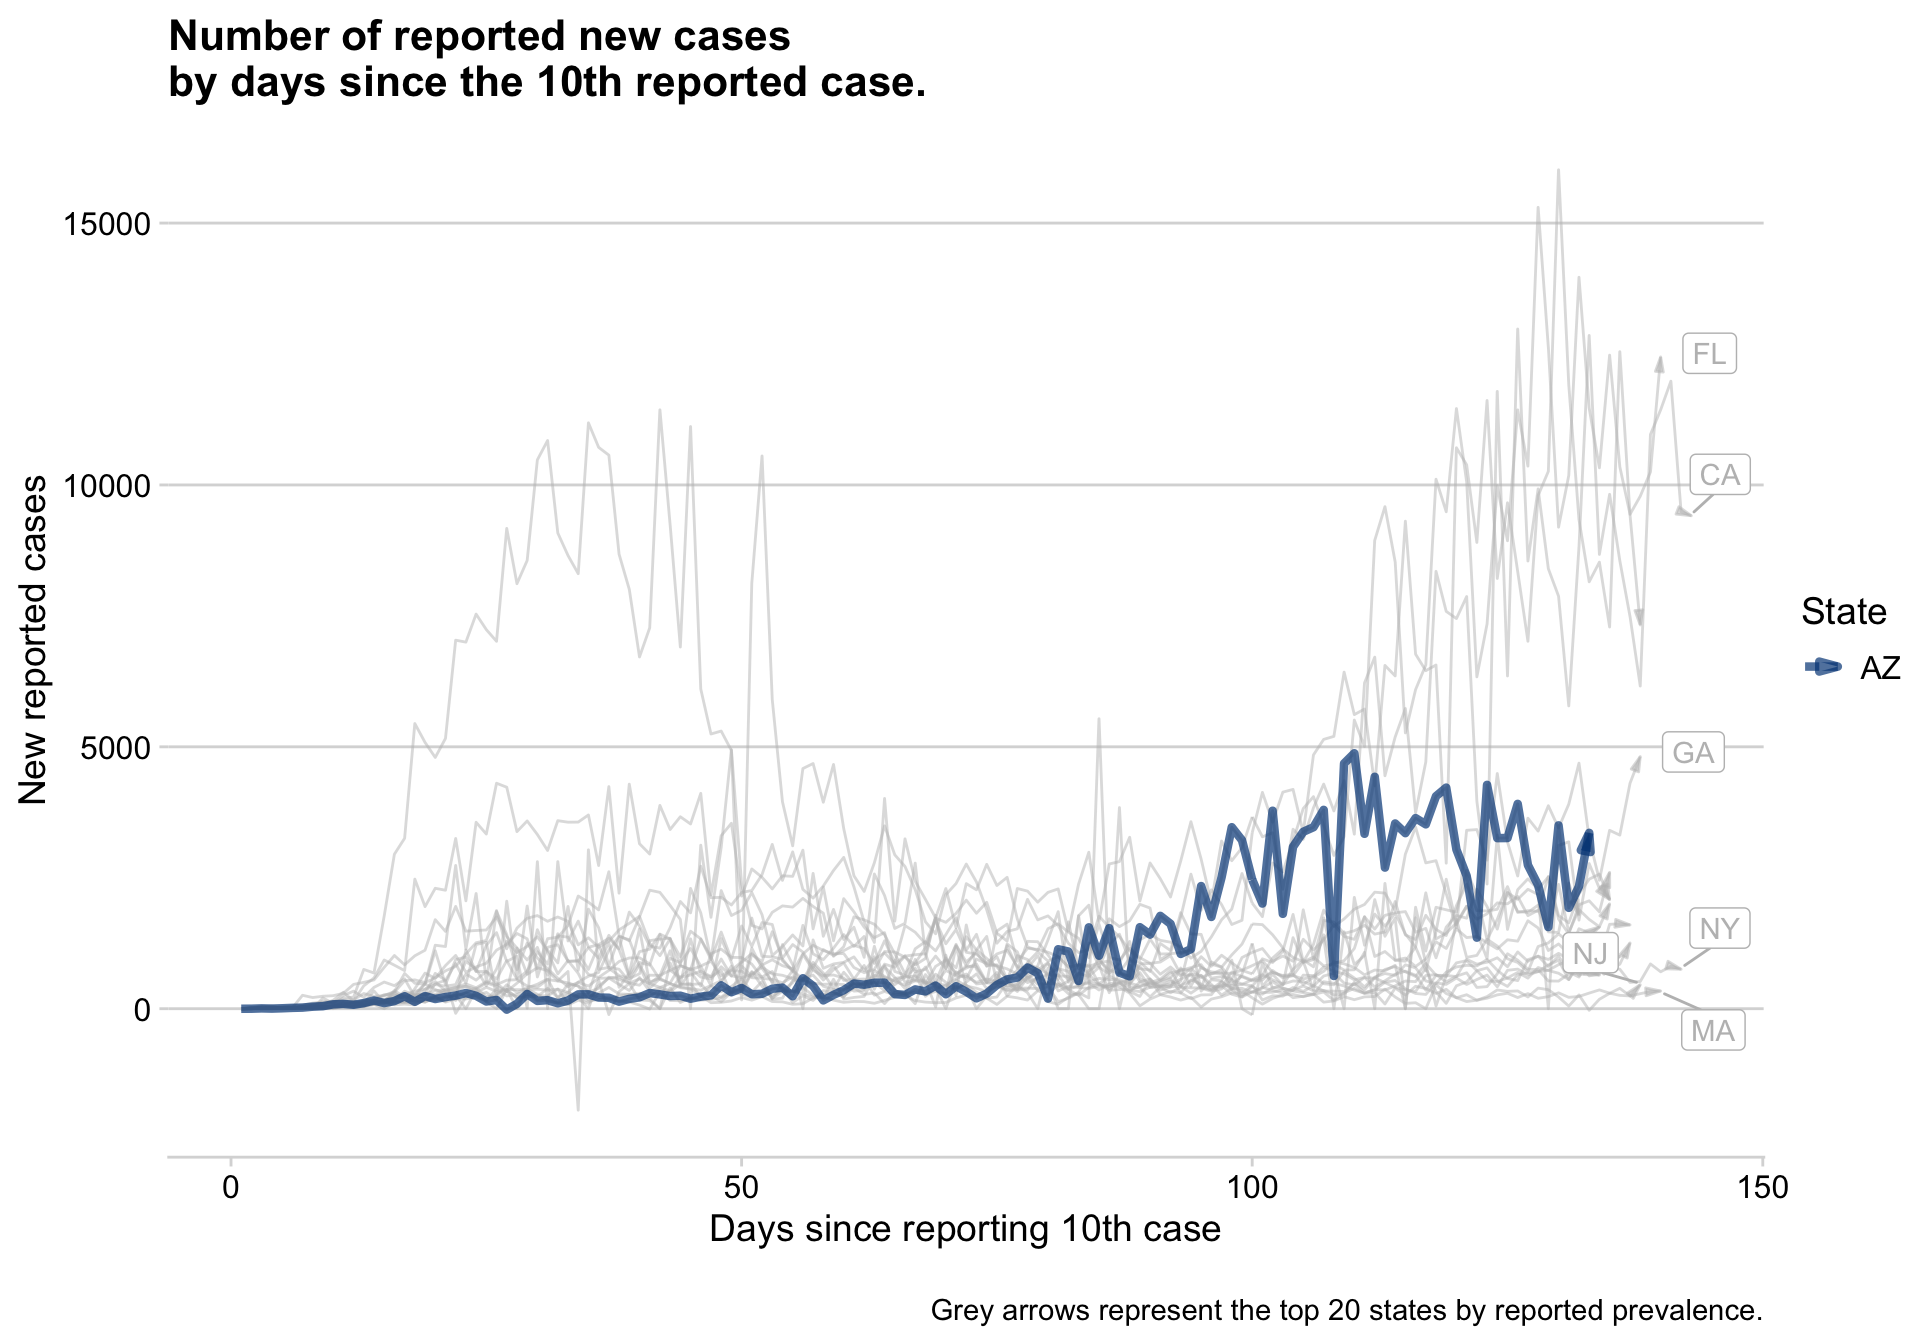 Number of reported new cases
by days since the 10th reported case.
New reported cases
15000
10000
5000
0
FL
CA
GA
NY
NJ
MA
State
AZ
0
50
100
150
Days since reporting 10th case
Grey arrows represent the top 20 states by reported prevalence.